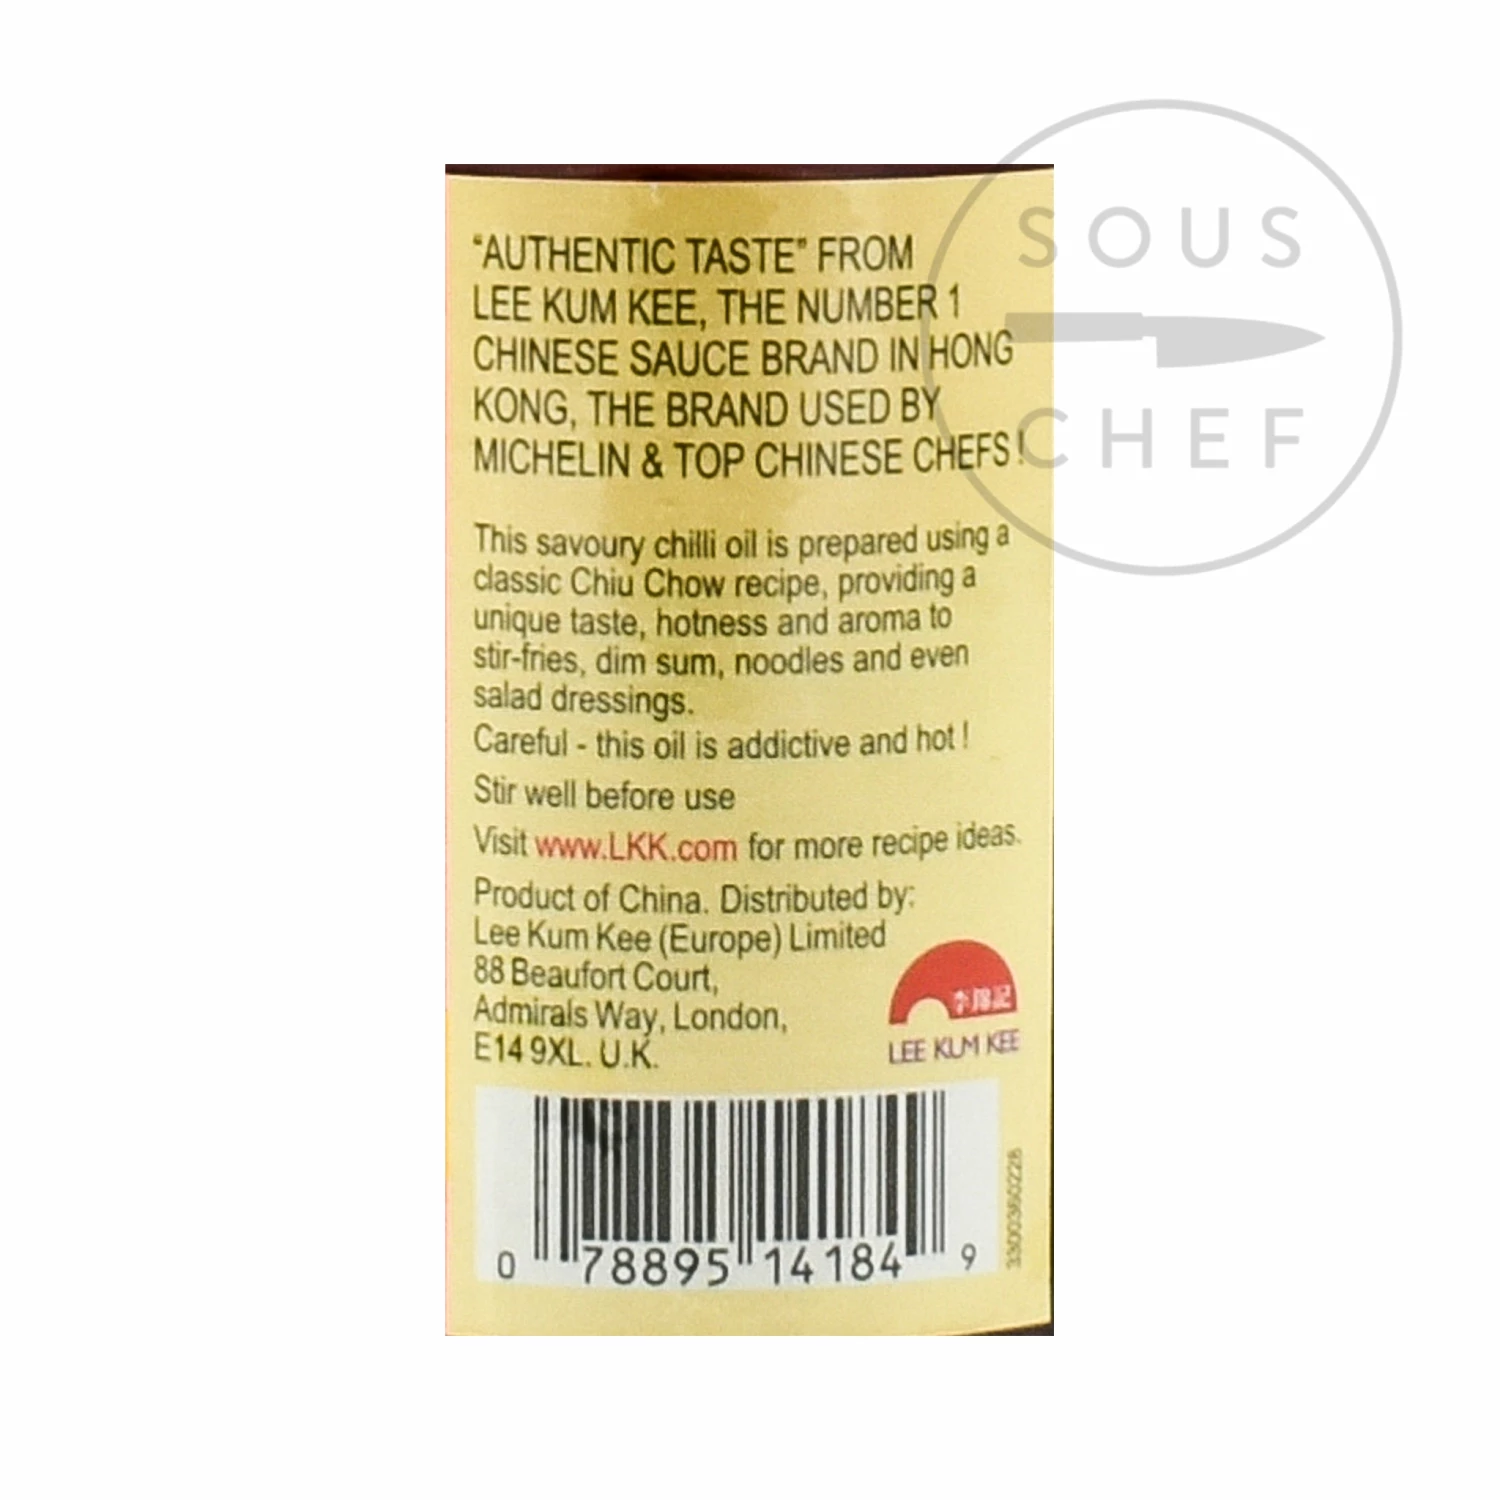 SOUS
CHEF
“AUTHENTIC TASTE” FROM
LEE KUM KEE, THE NUMBER 1
CHINESE SAUCE BRAND IN HONG
KONG, THE BRAND USED BY
MICHELIN & TOP CHINESE CHEFS !
This savoury chilli oil is prepared using a
classic Chiu Chow recipe, providing a
unique taste, hotness and aroma to
stir-fries, dim sum, noodles and even
salad dressings.
Careful - this oil is addictive and hot !
Stir well before use
Visit www.LKK.com for more recipe ideas.
Product of China. Distributed by:
Lee Kum Kee (Europe) Limited
88 Beaufort Court,
Admirals Way, London,
E14 9XL. U.K.
李錦記
LEE KUM KEE
0 78895 14184 9
3300360228